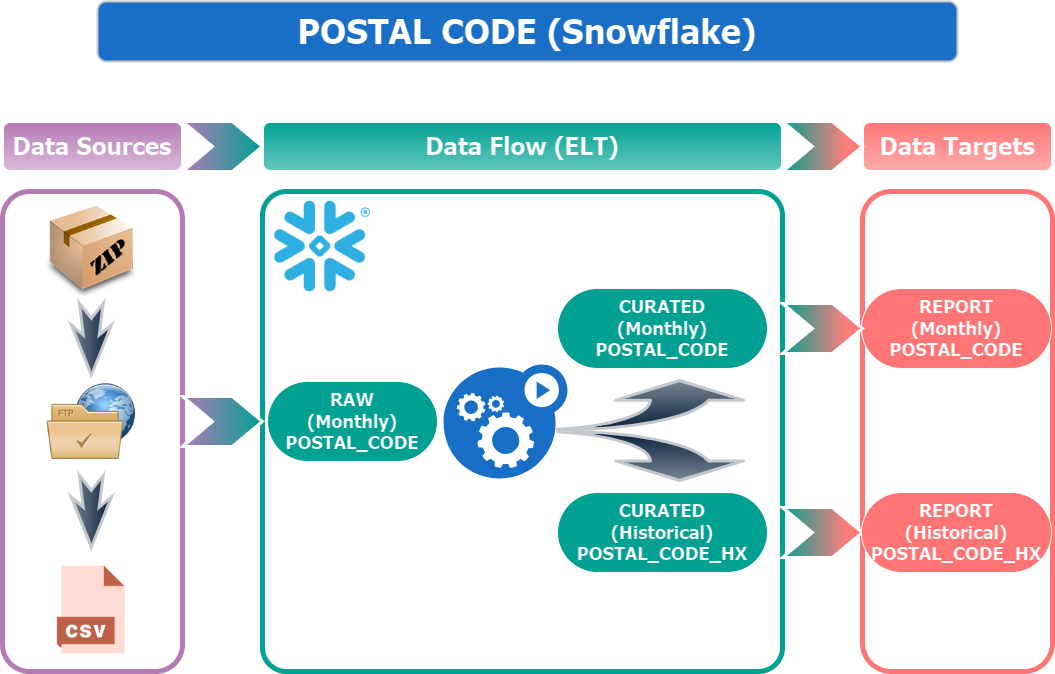 POSTAL CODE (Snowflake)
Data Sources
Data Flow (ELT)
Data Targets
ZIP
FTP
CSV
®
RAW
(Monthly)
POSTAL_CODE
CURATED
(Monthly)
POSTAL_CODE
CURATED
(Historical)
POSTAL_CODE_HX
REPORT
(Monthly)
POSTAL_CODE
REPORT
(Historical)
POSTAL_CODE_HX